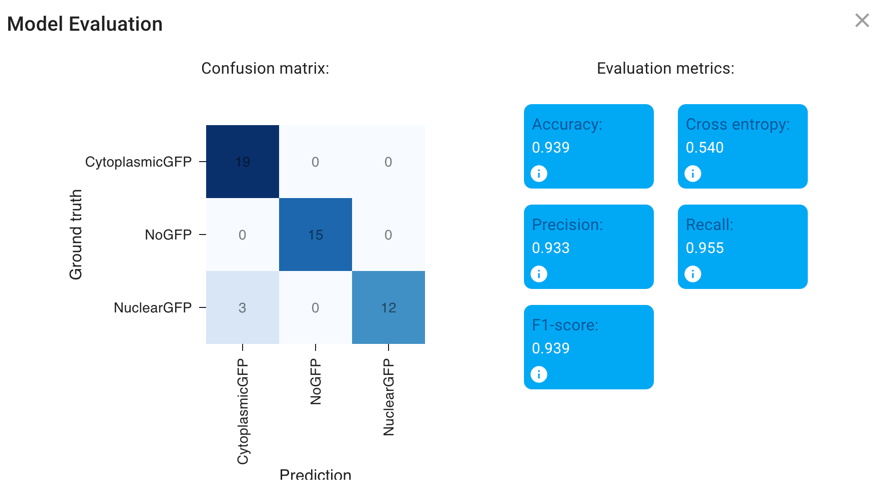 Model Evaluation
Confusion matrix:
Evaluation metrics:
Ground truth
CytoplasmicGFP
19 0 0
NoGFP
0 15 0
NuclearGFP
3 0 12
CytoplasmicGFP
NoGFP
NuclearGFP
Prediction
Accuracy:
0.939
Cross entropy:
0.540
Precision:
0.933
Recall:
0.955
F1-score:
0.939